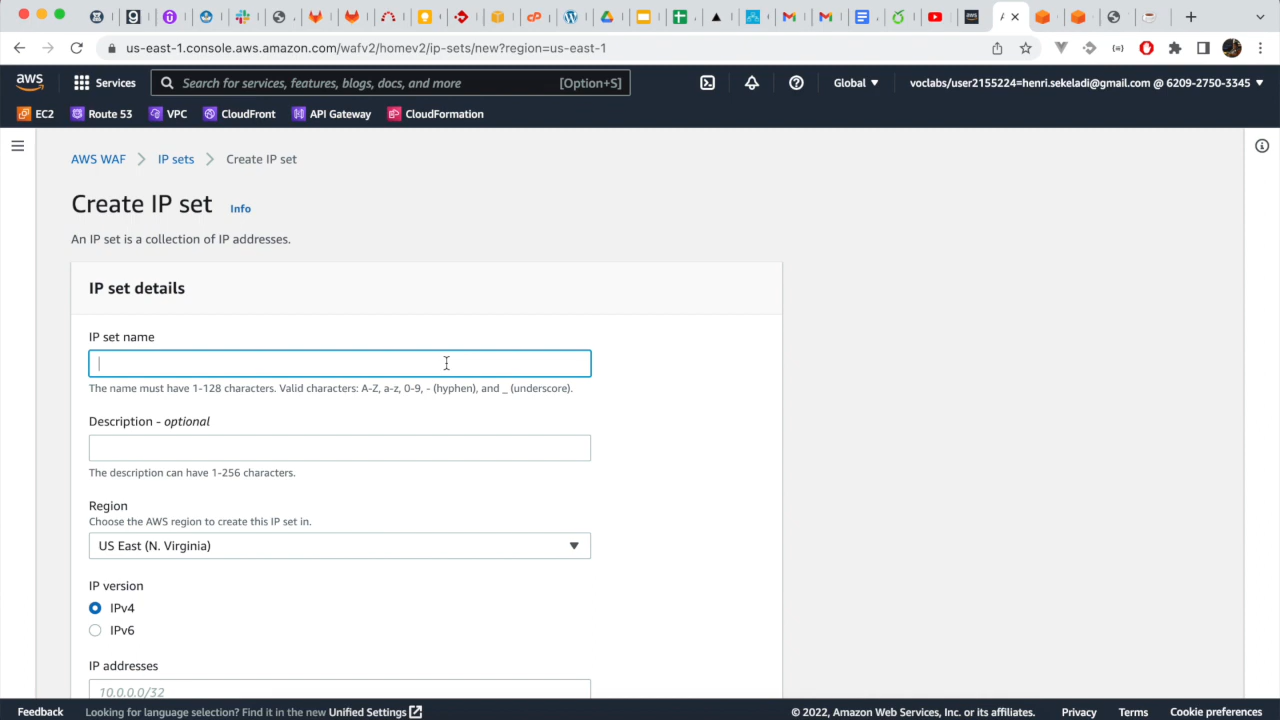 us-east-1.console.aws.amazon.com/wafv2/homev2/ip-sets/new?region=us-east-1
aws
Services
Search for services, features, blogs, docs, and more
[Option+S]
Global
voclabs/user2155224=henri.sekeladi@gmail.com @ 6209-2750-3345
EC2
Route 53
VPC
CloudFront
API Gateway
CloudFormation
AWS WAF
IP sets
Create IP set
Create IP set
Info
An IP set is a collection of IP addresses.
IP set details
IP set name
The name must have 1-128 characters. Valid characters: A-Z, a-z, 0-9, - (hyphen), and _ (underscore).
Description - optional
The description can have 1-256 characters.
Region
Choose the AWS region to create this IP set in.
US East (N. Virginia)
IP version
IPv4
IPv6
IP addresses
10.0.0.0/32
Feedback
Looking for language selection? Find it in the new Unified Settings
© 2022, Amazon Web Services, Inc. or its affiliates.
Privacy
Terms
Cookie preferences